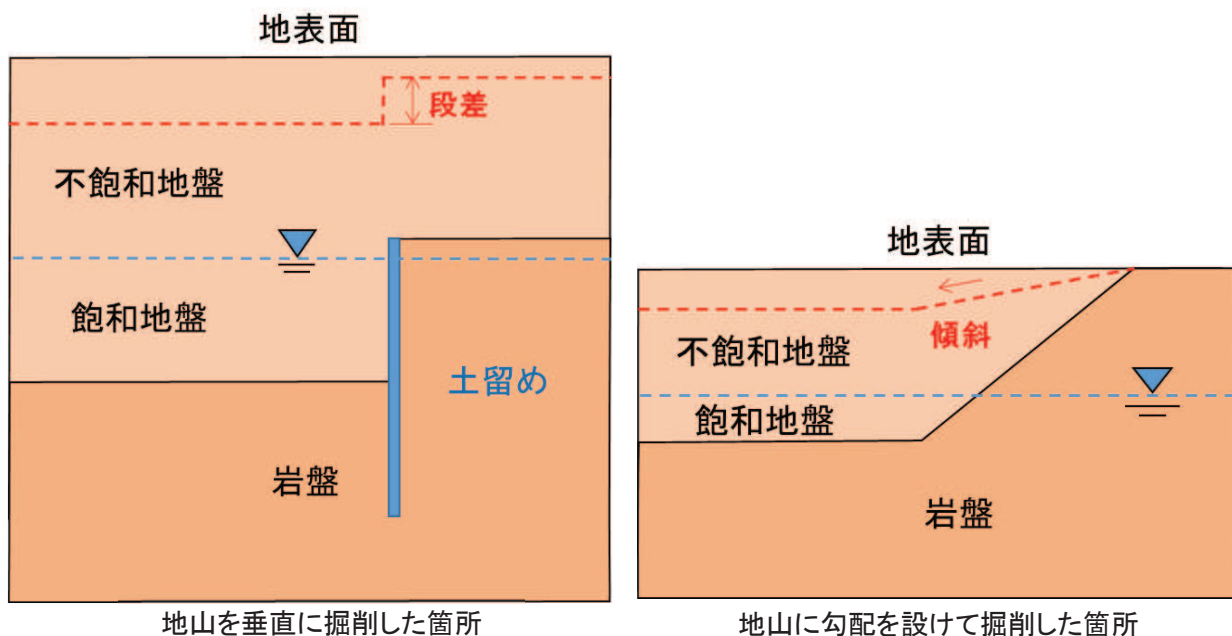 地表面
段差
不飽和地盤
飽和地盤
土留め
岩盤
地山を垂直に掘削した箇所
地表面
傾斜
不飽和地盤
飽和地盤
岩盤
地山に勾配を設けて掘削した箇所